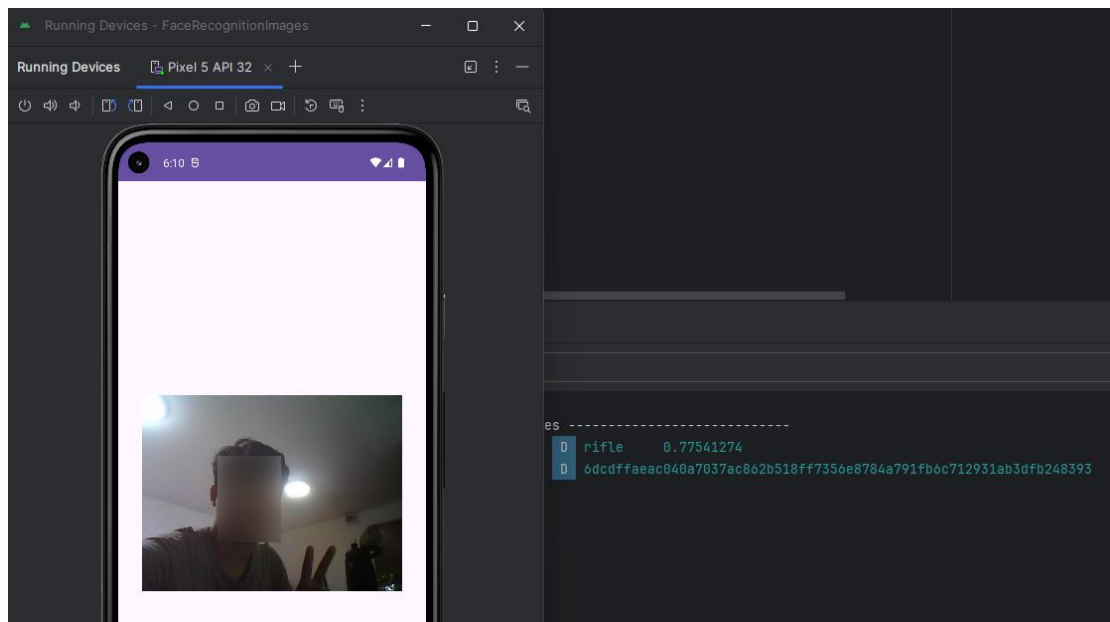 Running Devices - FaceRecognitionImages
Running Devices
Pixel 5 API 32
6:10
es ---------------------------
D rifle 0.77541274
D 6dcdffaeac040a7037ac862b518ff7356e8784a791fb6c712931ab3dfb248393